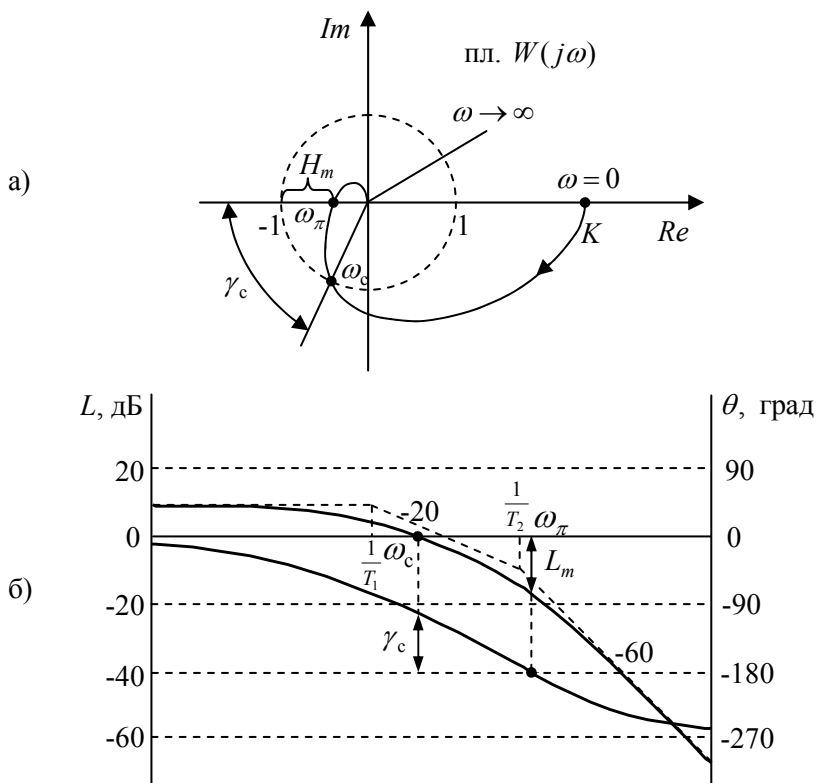 Im
пл. W(jω)
ω → ∞
а)
H_m
ω = 0
-1
ω_π
1
K
Re
ω_c
γ_c
L, дБ
θ, град
20
90
-20
1/T_2
ω_π
0
0
1/T_1
ω_c
L_m
б)
-20
-90
γ_c
-60
-40
-180
-60
-270